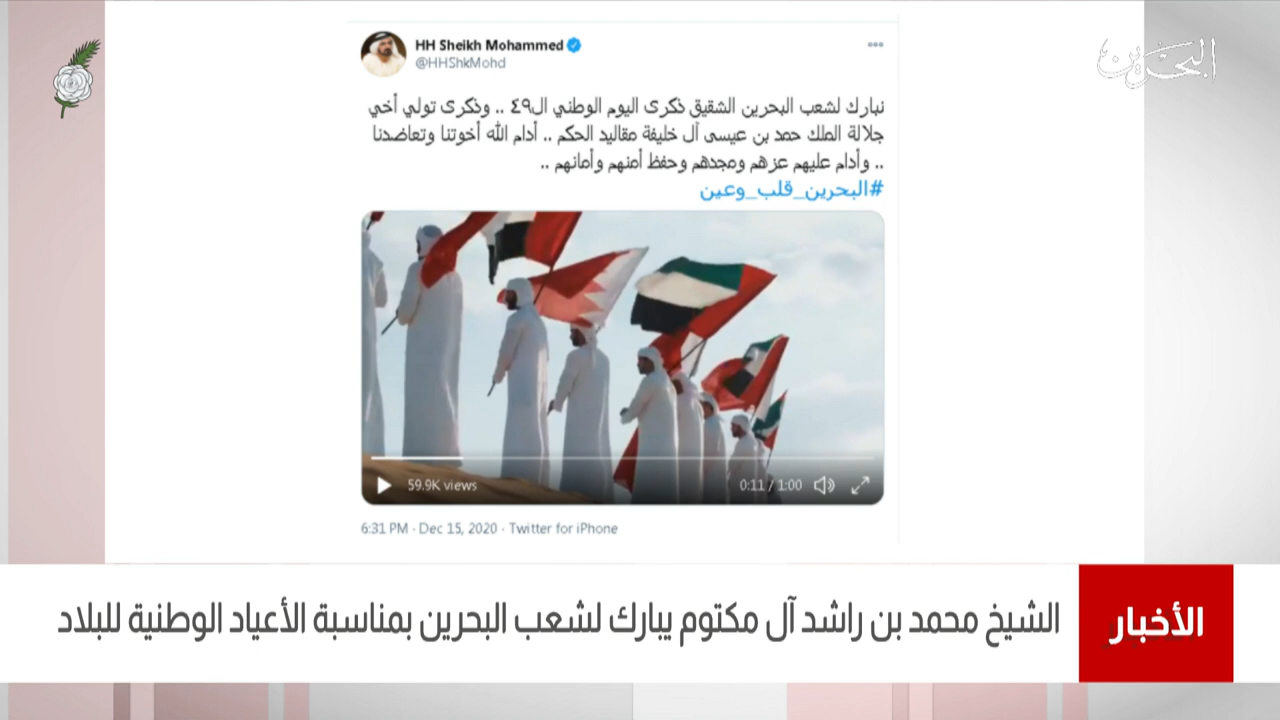 HH Sheikh Mohammed
@HHShkMohd
البحرين
نبارك لشعب البحرين الشقيق ذكرى اليوم الوطني ال٤٩ .. وذكرى تولي أخي
جلالة الملك حمد بن عيسى آل خليفة مقاليد الحكم .. أدام الله أخوتنا وتعاضدنا
.. وأدام عليهم عزهم ومجدهم وحفظ أمنهم وأمانهم ..
#البحرين_قلب_وعين
59.9K views
0:11 / 1:00
6:31 PM · Dec 15, 2020 · Twitter for iPhone
الأخبار
الشيخ محمد بن راشد آل مكتوم يبارك لشعب البحرين بمناسبة الأعياد الوطنية للبلاد